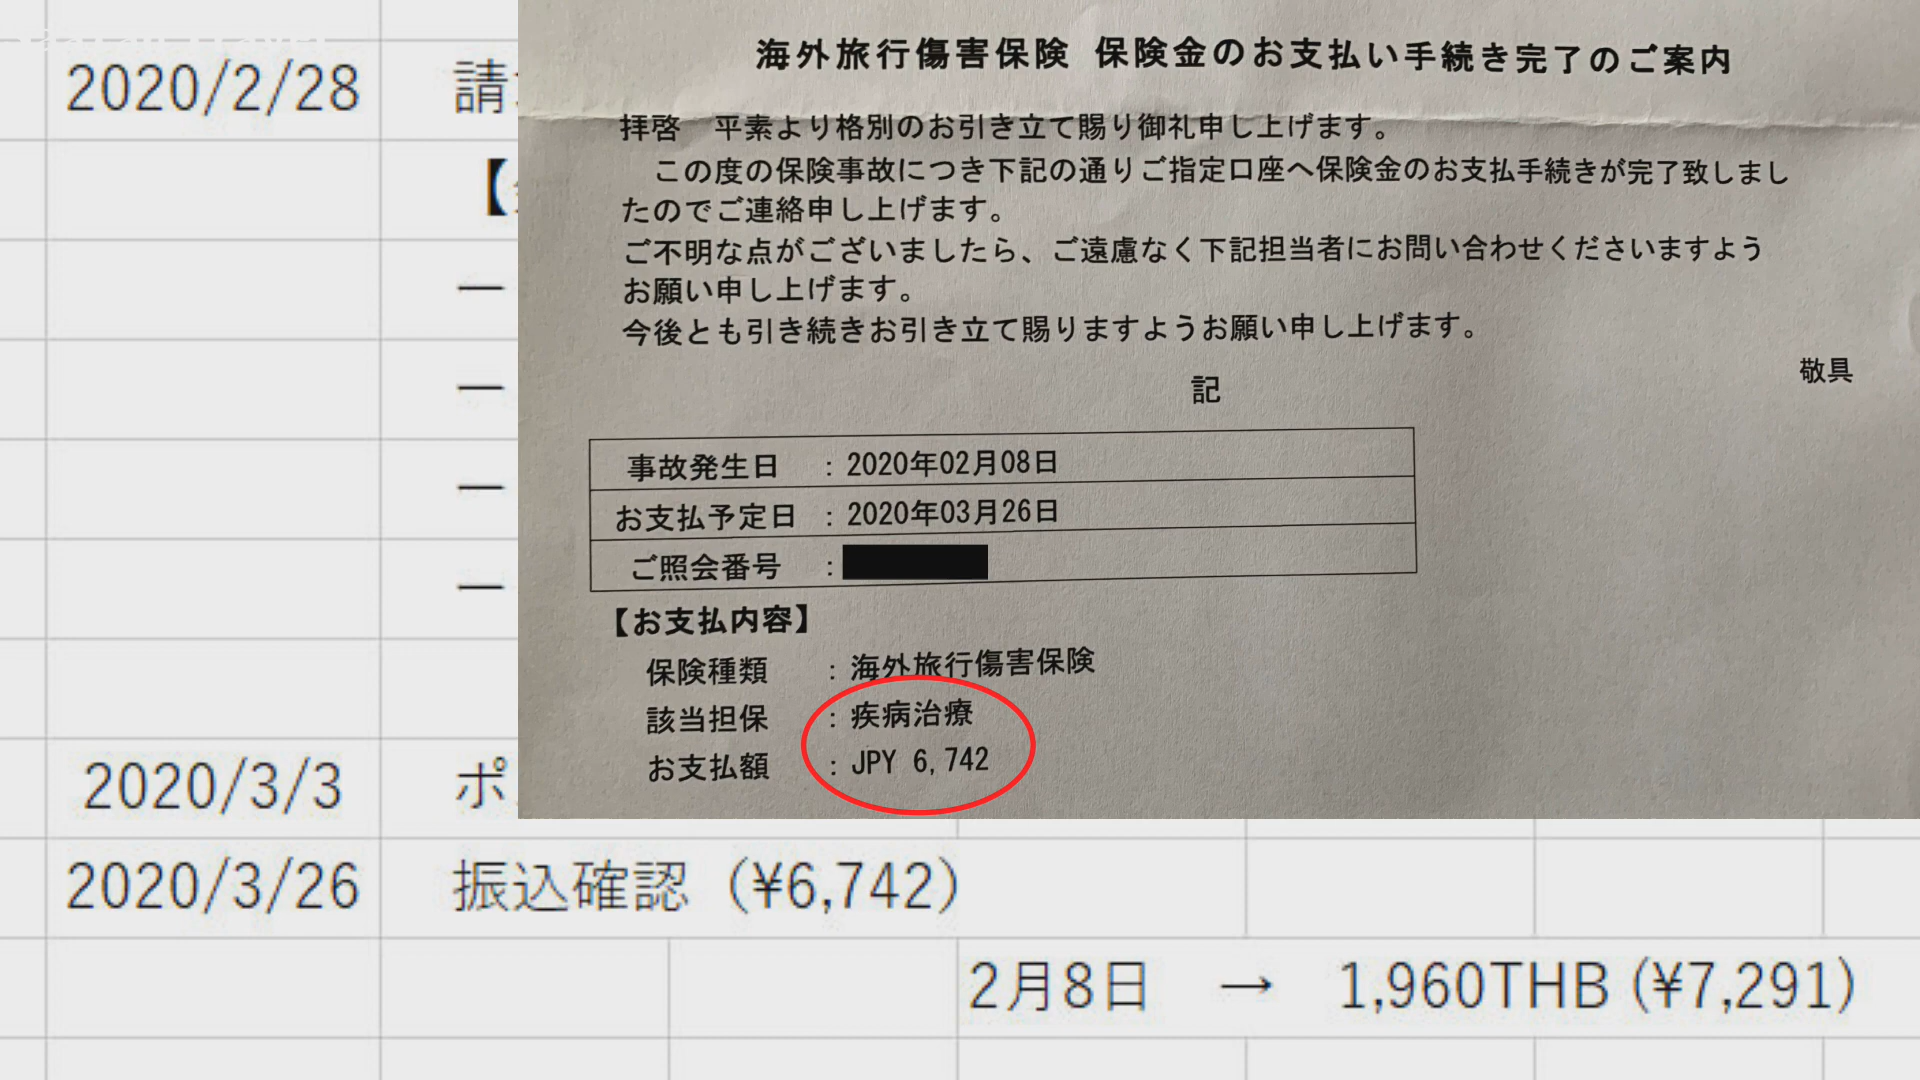 海外旅行傷害保険 保険金のお支払い手続き完了のご案内
拝啓　平素より格別のお引き立て賜り御礼申し上げます。
この度の保険事故につき下記の通りご指定口座へ保険金のお支払手続きが完了致しまし
たのでご連絡申し上げます。
ご不明な点がございましたら、ご遠慮なく下記担当者にお問い合わせくださいますよう
お願い申し上げます。
今後とも引き続きお引き立て賜りますようお願い申し上げます。
敬具
記
事故発生日 : 2020年02月08日
お支払予定日 : 2020年03月26日
ご照会番号 :
【お支払内容】
保険種類 : 海外旅行傷害保険
該当担保 : 疾病治療
お支払額 : JPY 6,742
2020/2/28 請
【
ー
ー
ー
ー
2020/3/3 ポ
2020/3/26 振込確認（¥6,742）
2月8日 → 1,960THB (¥7,291)